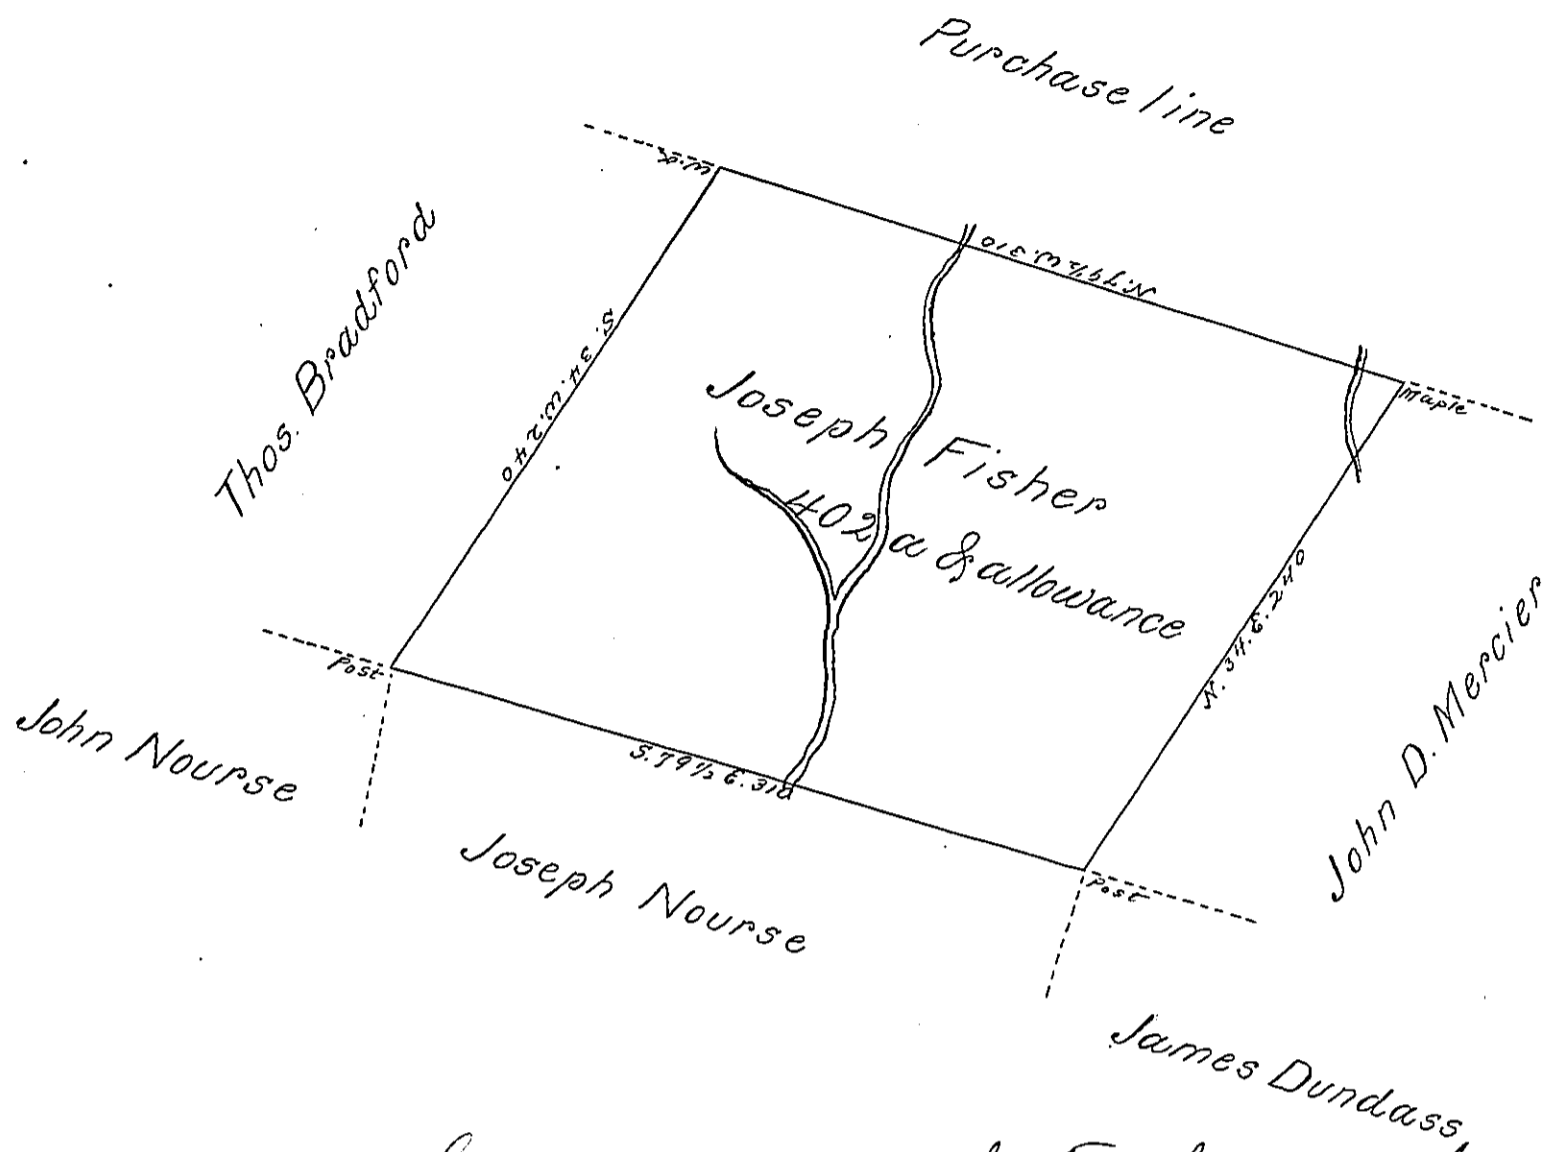 Purchase line
N. 79½ W. 310
Thos. Bradford
S. 34. W. 240
Joseph Fisher
402 a & allowance
Maple
N. 34. E. 240
John D. Mercier
Post
S. 79½ E. 310
John Nourse
Joseph Nourse
Post
James Dundass